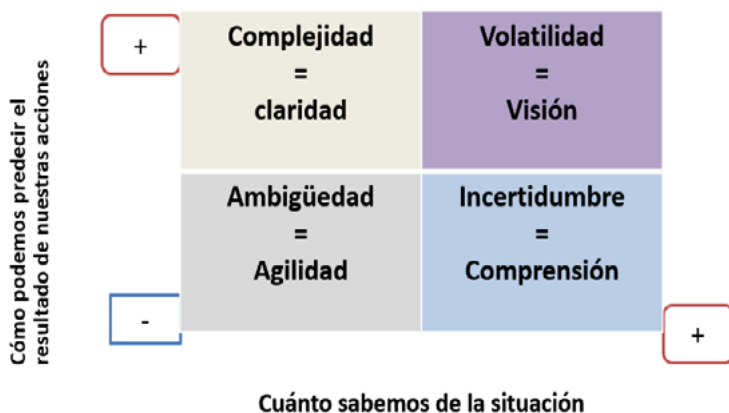 Cómo podemos predecir el
resultado de nuestras acciones
+
Complejidad
=
claridad
Volatilidad
=
Visión
Ambigüedad
=
Agilidad
Incertidumbre
=
Comprensión
-
+
Cuánto sabemos de la situación